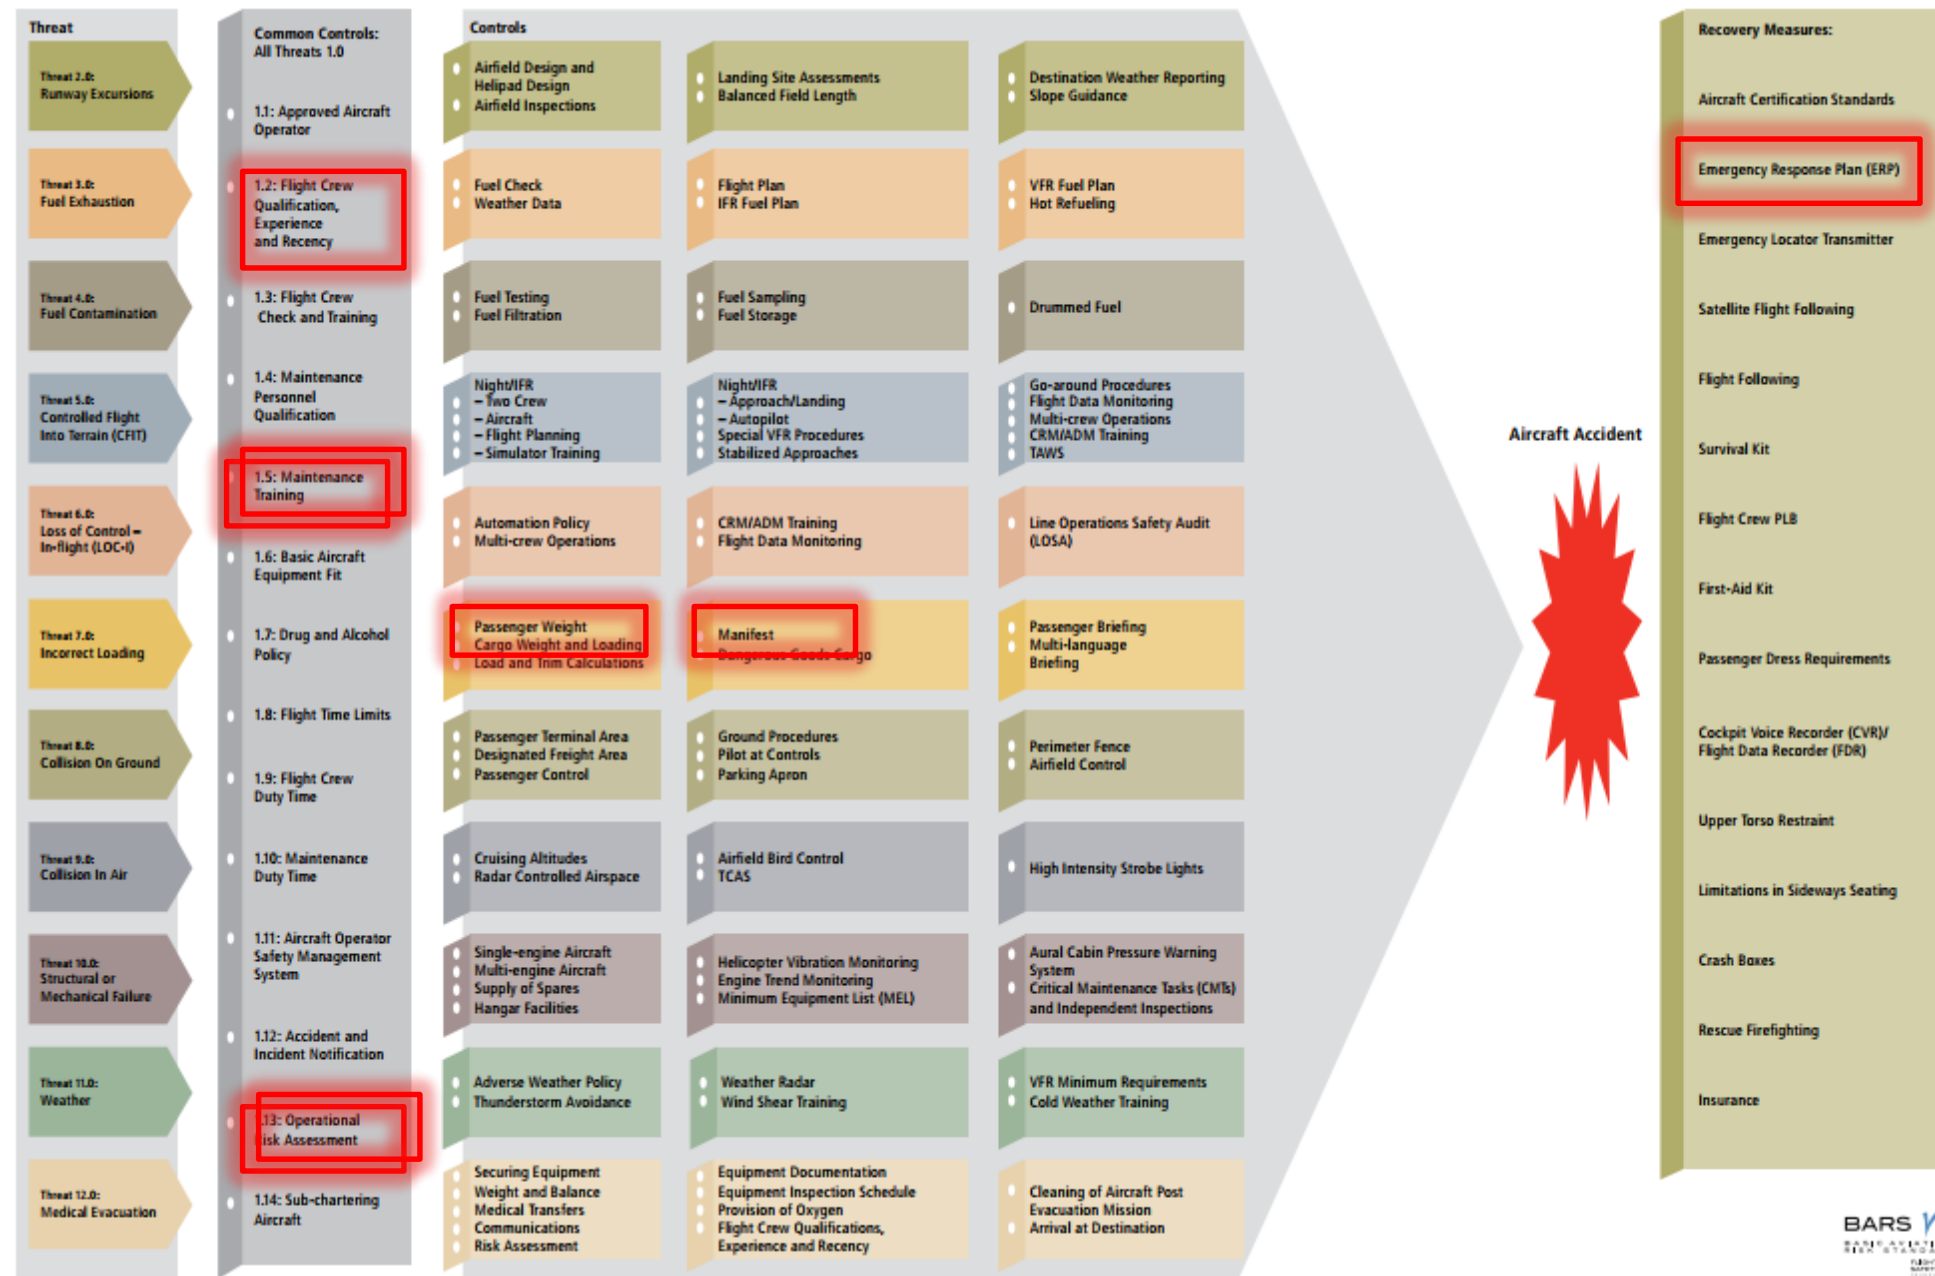 Threat
Threat 2.0:
Runway Excursions
Threat 3.0:
Fuel Exhaustion
Threat 4.0:
Fuel Contamination
Threat 5.0:
Controlled Flight
Into Terrain (CFIT)
Threat 6.0:
Loss of Control –
In-flight (LOC-I)
Threat 7.0:
Incorrect Loading
Threat 8.0:
Collision On Ground
Threat 9.0:
Collision In Air
Threat 10.0:
Structural or
Mechanical Failure
Threat 11.0:
Weather
Threat 12.0:
Medical Evacuation
Common Controls:
All Threats 1.0
1.1: Approved Aircraft
Operator
1.2: Flight Crew
Qualification,
Experience
and Recency
1.3: Flight Crew
Check and Training
1.4: Maintenance
Personnel
Qualification
1.5: Maintenance
Training
1.6: Basic Aircraft
Equipment Fit
1.7: Drug and Alcohol
Policy
1.8: Flight Time Limits
1.9: Flight Crew
Duty Time
1.10: Maintenance
Duty Time
1.11: Aircraft Operator
Safety Management
System
1.12: Accident and
Incident Notification
1.13: Operational
Risk Assessment
1.14: Sub-chartering
Aircraft
Controls
Airfield Design and
Helipad Design
Airfield Inspections
Landing Site Assessments
Balanced Field Length
Destination Weather Reporting
Slope Guidance
Fuel Check
Weather Data
Flight Plan
IFR Fuel Plan
VFR Fuel Plan
Hot Refueling
Fuel Testing
Fuel Filtration
Fuel Sampling
Fuel Storage
Drummed Fuel
Night/IFR
– Two Crew
– Aircraft
– Flight Planning
– Simulator Training
Night/IFR
– Approach/Landing
– Autopilot
Special VFR Procedures
Stabilized Approaches
Go-around Procedures
Flight Data Monitoring
Multi-crew Operations
CRM/ADM Training
TAWS
Automation Policy
Multi-crew Operations
CRM/ADM Training
Flight Data Monitoring
Line Operations Safety Audit
(LOSA)
Passenger Weight
Cargo Weight and Loading
Load and Trim Calculations
Manifest
Dangerous Goods Cargo
Passenger Briefing
Multi-language
Briefing
Passenger Terminal Area
Designated Freight Area
Passenger Control
Ground Procedures
Pilot at Controls
Parking Apron
Perimeter Fence
Airfield Control
Cruising Altitudes
Radar Controlled Airspace
Airfield Bird Control
TCAS
High Intensity Strobe Lights
Single-engine Aircraft
Multi-engine Aircraft
Supply of Spares
Hangar Facilities
Helicopter Vibration Monitoring
Engine Trend Monitoring
Minimum Equipment List (MEL)
Aural Cabin Pressure Warning
System
Critical Maintenance Tasks (CMTs)
and Independent Inspections
Adverse Weather Policy
Thunderstorm Avoidance
Weather Radar
Wind Shear Training
VFR Minimum Requirements
Cold Weather Training
Securing Equipment
Weight and Balance
Medical Transfers
Communications
Risk Assessment
Equipment Documentation
Equipment Inspection Schedule
Provision of Oxygen
Flight Crew Qualifications,
Experience and Recency
Cleaning of Aircraft Post
Evacuation Mission
Arrival at Destination
Aircraft Accident
Recovery Measures:
Aircraft Certification Standards
Emergency Response Plan (ERP)
Emergency Locator Transmitter
Satellite Flight Following
Flight Following
Survival Kit
Flight Crew PLB
First-Aid Kit
Passenger Dress Requirements
Cockpit Voice Recorder (CVR)/
Flight Data Recorder (FDR)
Upper Torso Restraint
Limitations in Sideways Seating
Crash Boxes
Rescue Firefighting
Insurance
BARS